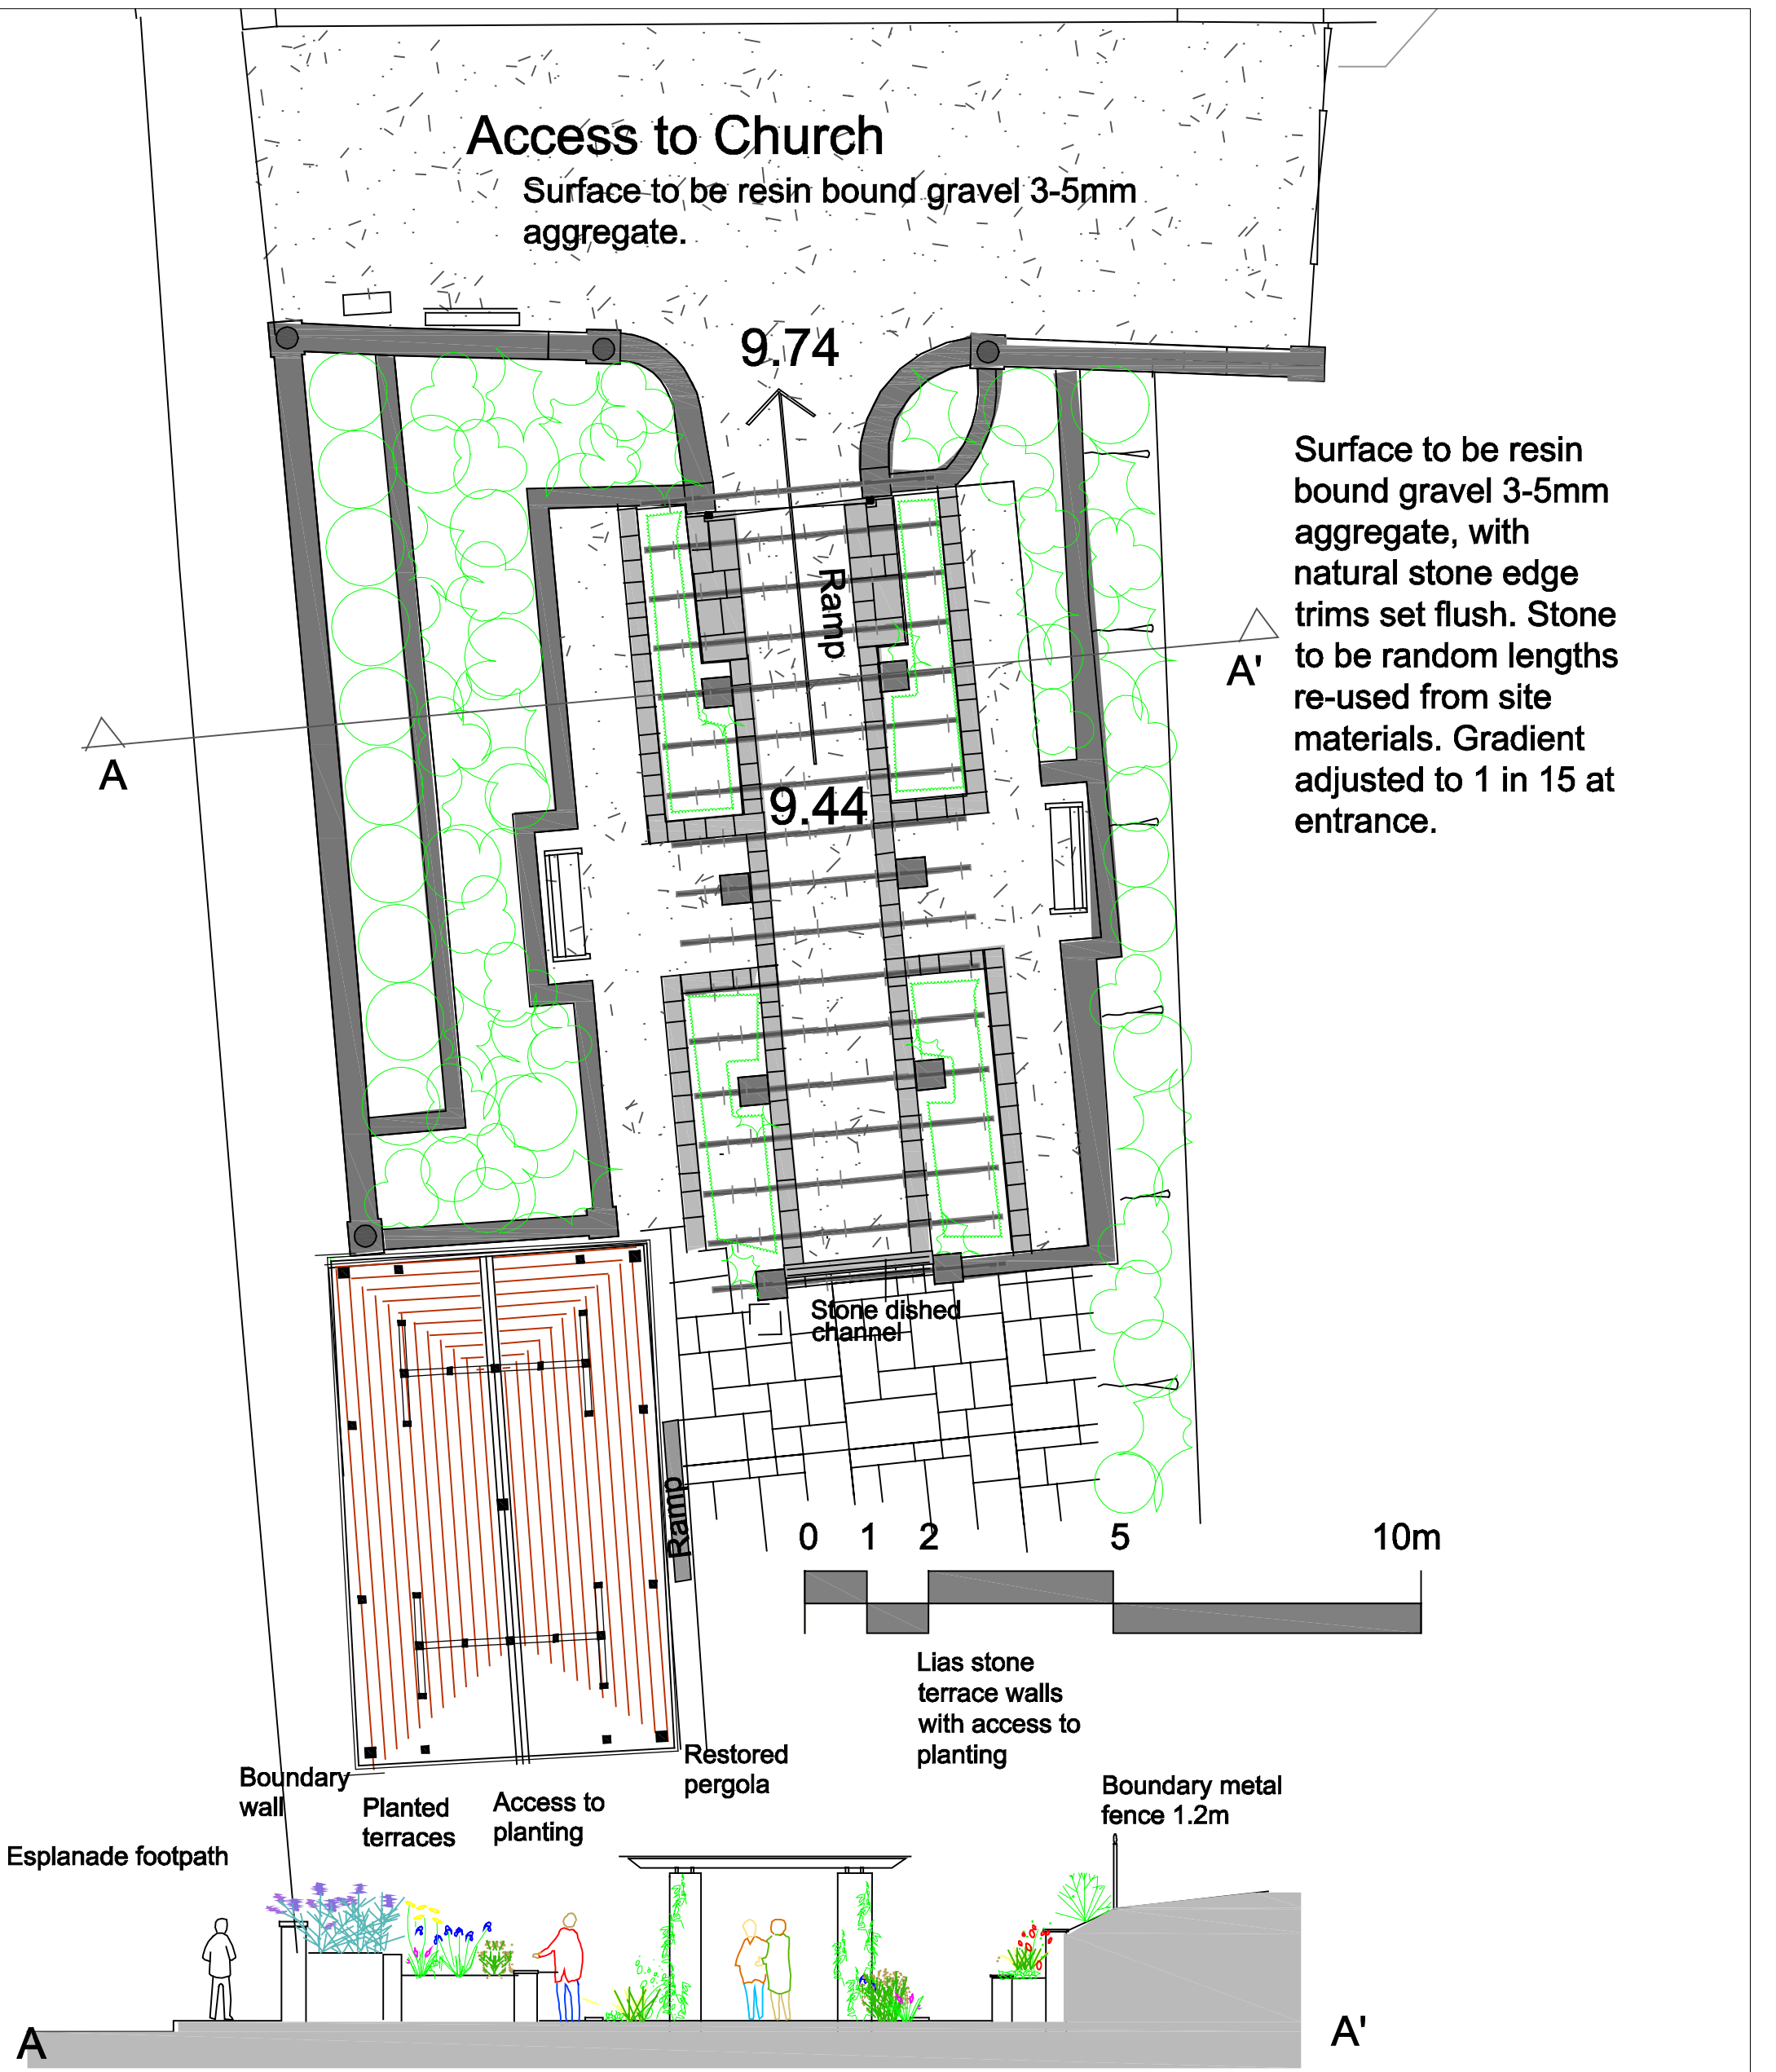 Access to Church
Surface to be resin bound gravel 3-5mm
aggregate.
9.74
Surface to be resin
bound gravel 3-5mm
aggregate, with
natural stone edge
trims set flush. Stone
to be random lengths
re-used from site
materials. Gradient
adjusted to 1 in 15 at
entrance.
Ramp
A'
A
9.44
Stone dished
channel
Ramp
0 1 2 5 10m
Lias stone
terrace walls
with access to
planting
Restored
pergola
Boundary
wall
Planted
terraces
Access to
planting
Boundary metal
fence 1.2m
Esplanade footpath
A
A'